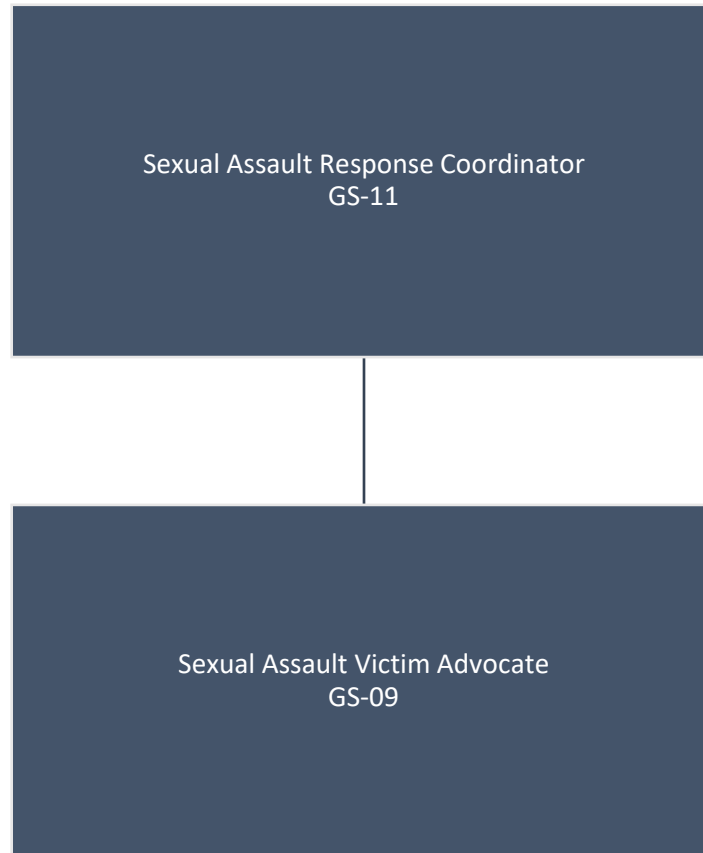 Sexual Assault Response Coordinator
GS-11
Sexual Assault Victim Advocate
GS-09